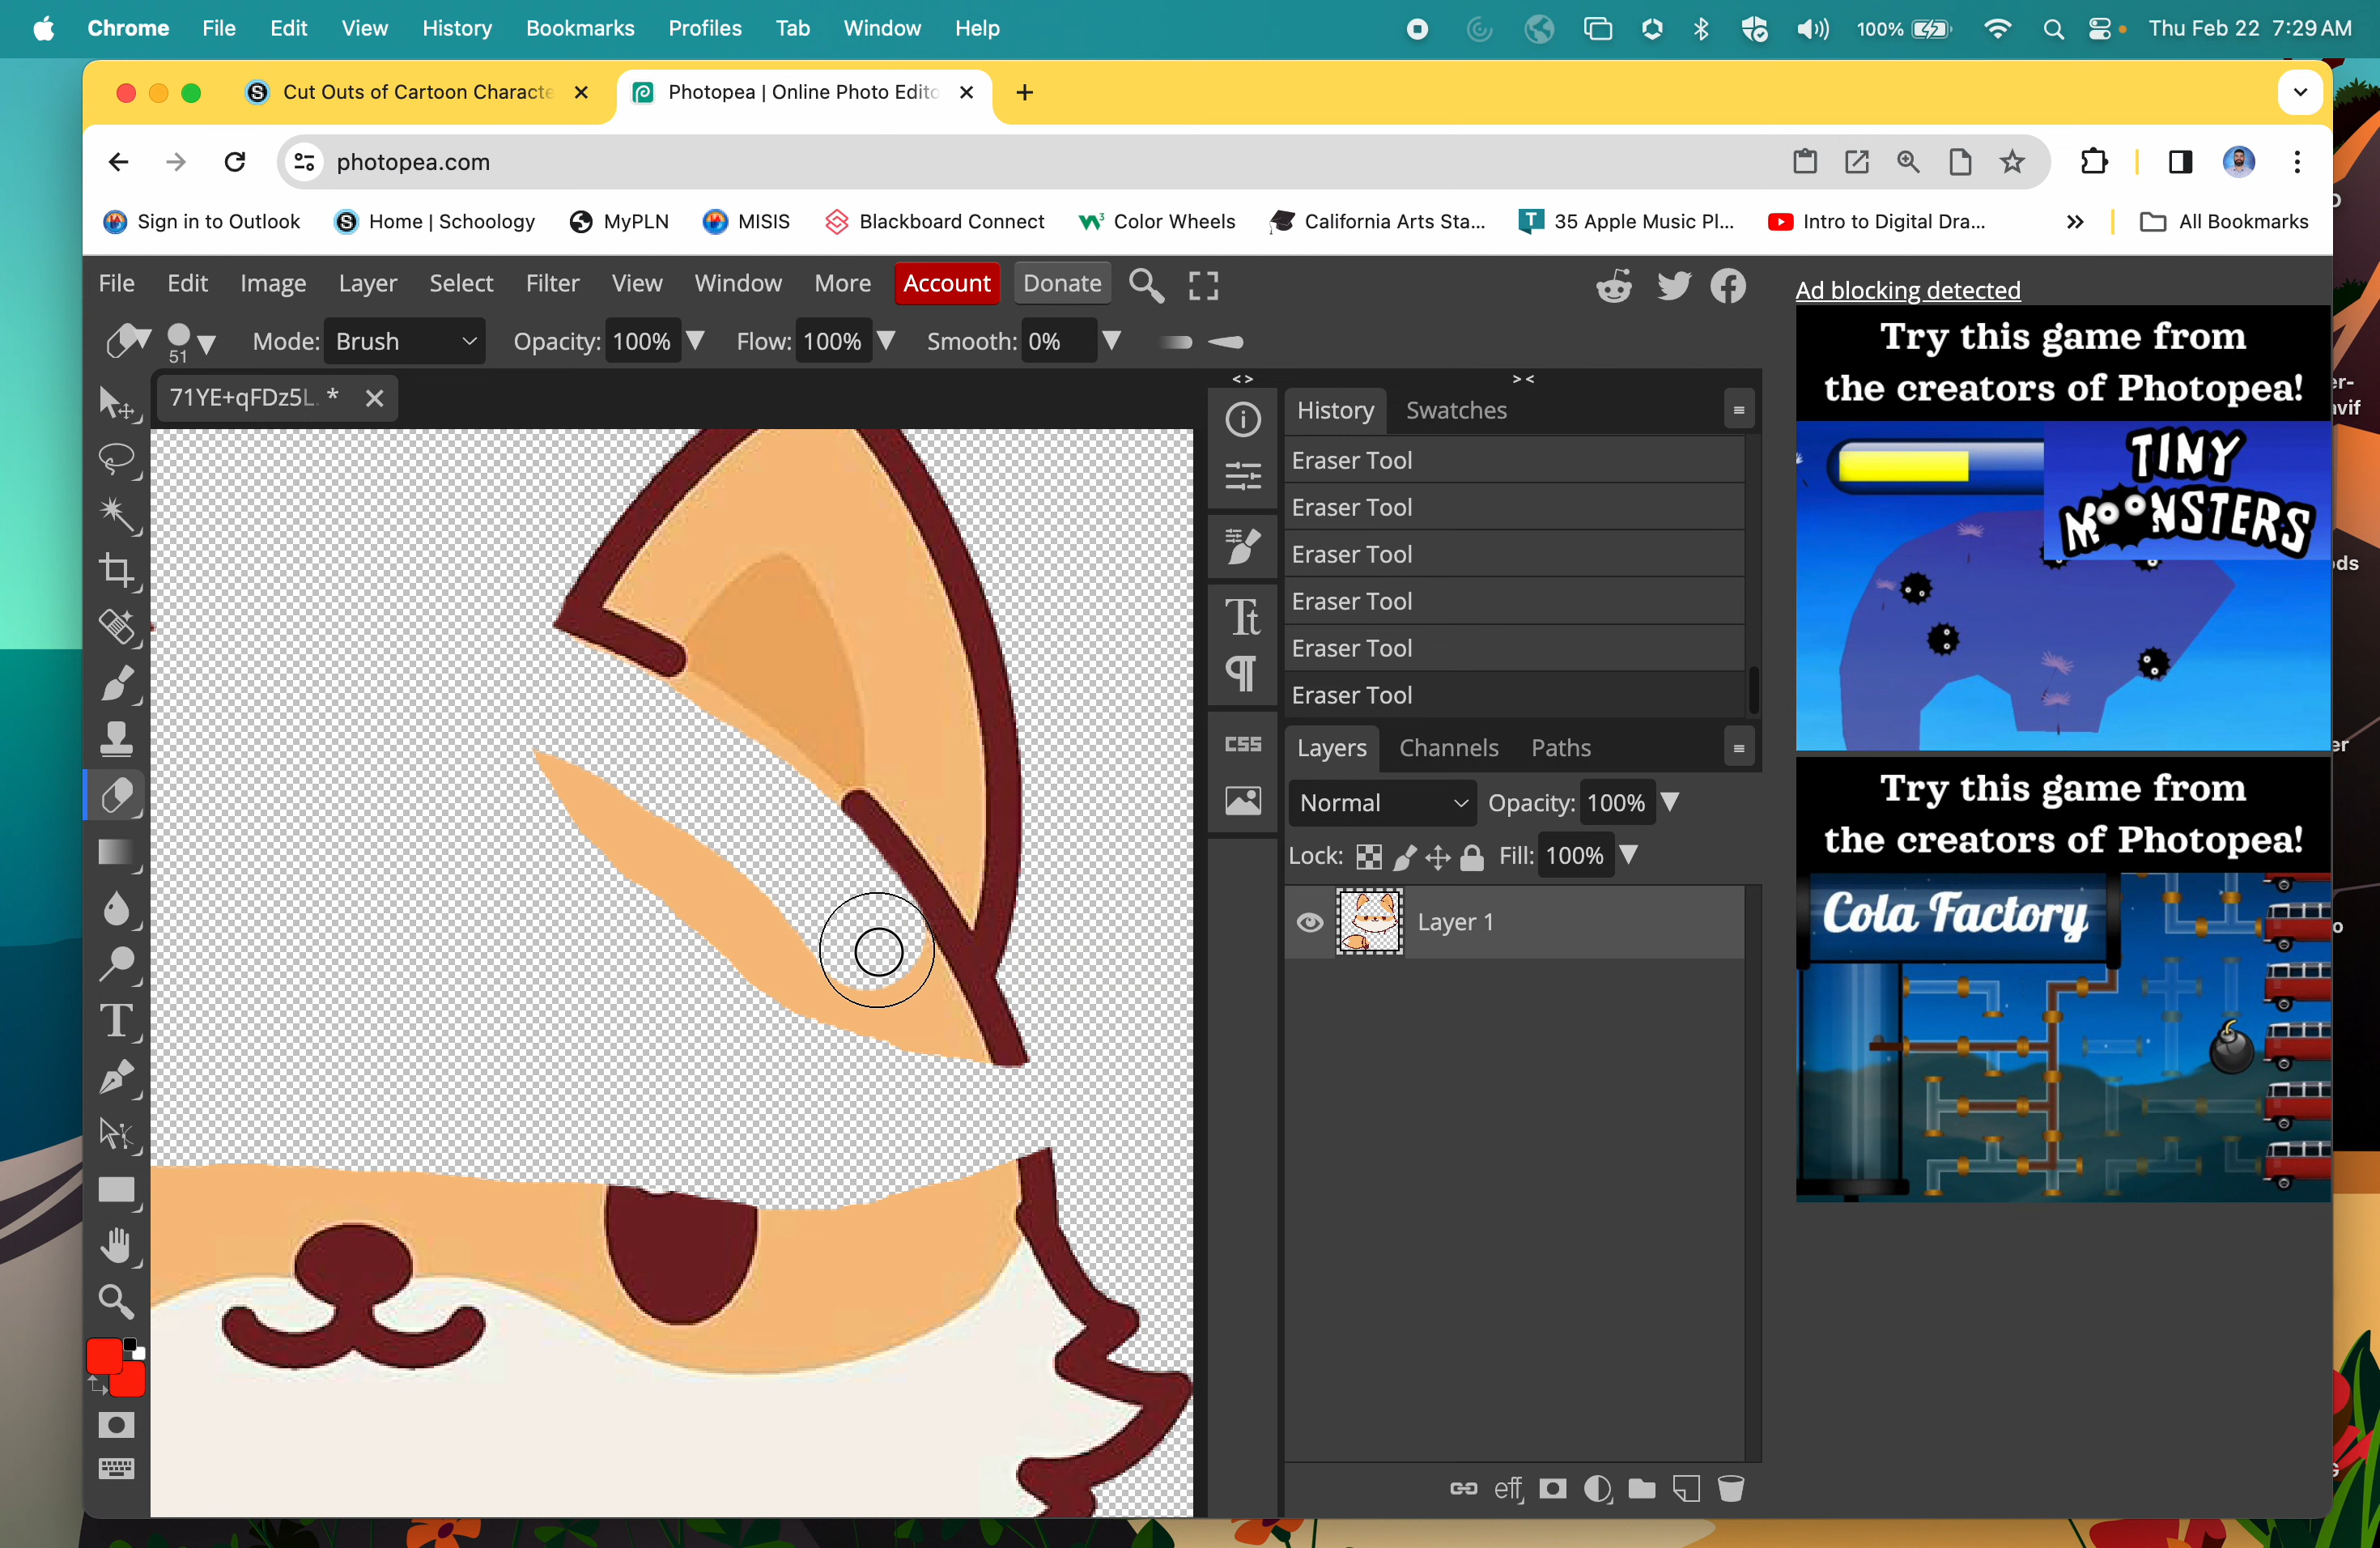 Chrome File Edit View History Bookmarks Profiles Tab Window Help 100% Thu Feb 22 7:29 AM
Cut Outs of Cartoon Characte Photopea | Online Photo Edito
photopea.com
Sign in to Outlook Home | Schoology MyPLN MISIS Blackboard Connect Color Wheels California Arts Sta... 35 Apple Music Pl... Intro to Digital Dra... All Bookmarks
File Edit Image Layer Select Filter View Window More Account Donate
Ad blocking detected
51 Mode: Brush Opacity: 100% Flow: 100% Smooth: 0%
71YE+qFDz5L. *
History Swatches
Eraser Tool
Eraser Tool
Eraser Tool
Eraser Tool
Eraser Tool
Eraser Tool
Layers Channels Paths
Normal Opacity: 100%
Lock: Fill: 100%
Layer 1
CSS
eff
Try this game from
the creators of Photopea!
TINY
MOONSTERS
Try this game from
the creators of Photopea!
Cola Factory